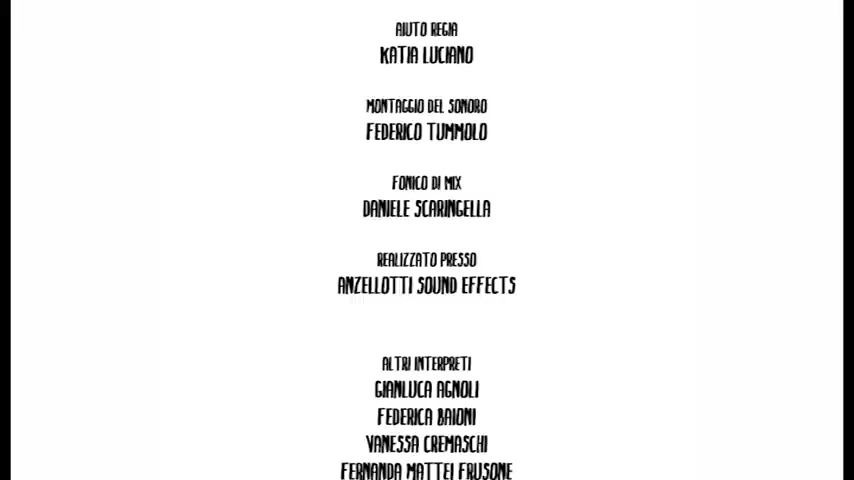 AIUTO REGIA
KATIA LUCIANO
MONTAGGIO DEL SONORO
FEDERICO TUMMOLO
FONICO DI MIX
DANIELE SCARINGELLA
REALIZZATO PRESSO
ANZELLOTTI SOUND EFFECTS
ALTRI INTERPRETI
GIANLUCA AGNOLI
FEDERICA BAIONI
VANESSA CREMASCHI
FERNANDA MATTEI FRUSONE